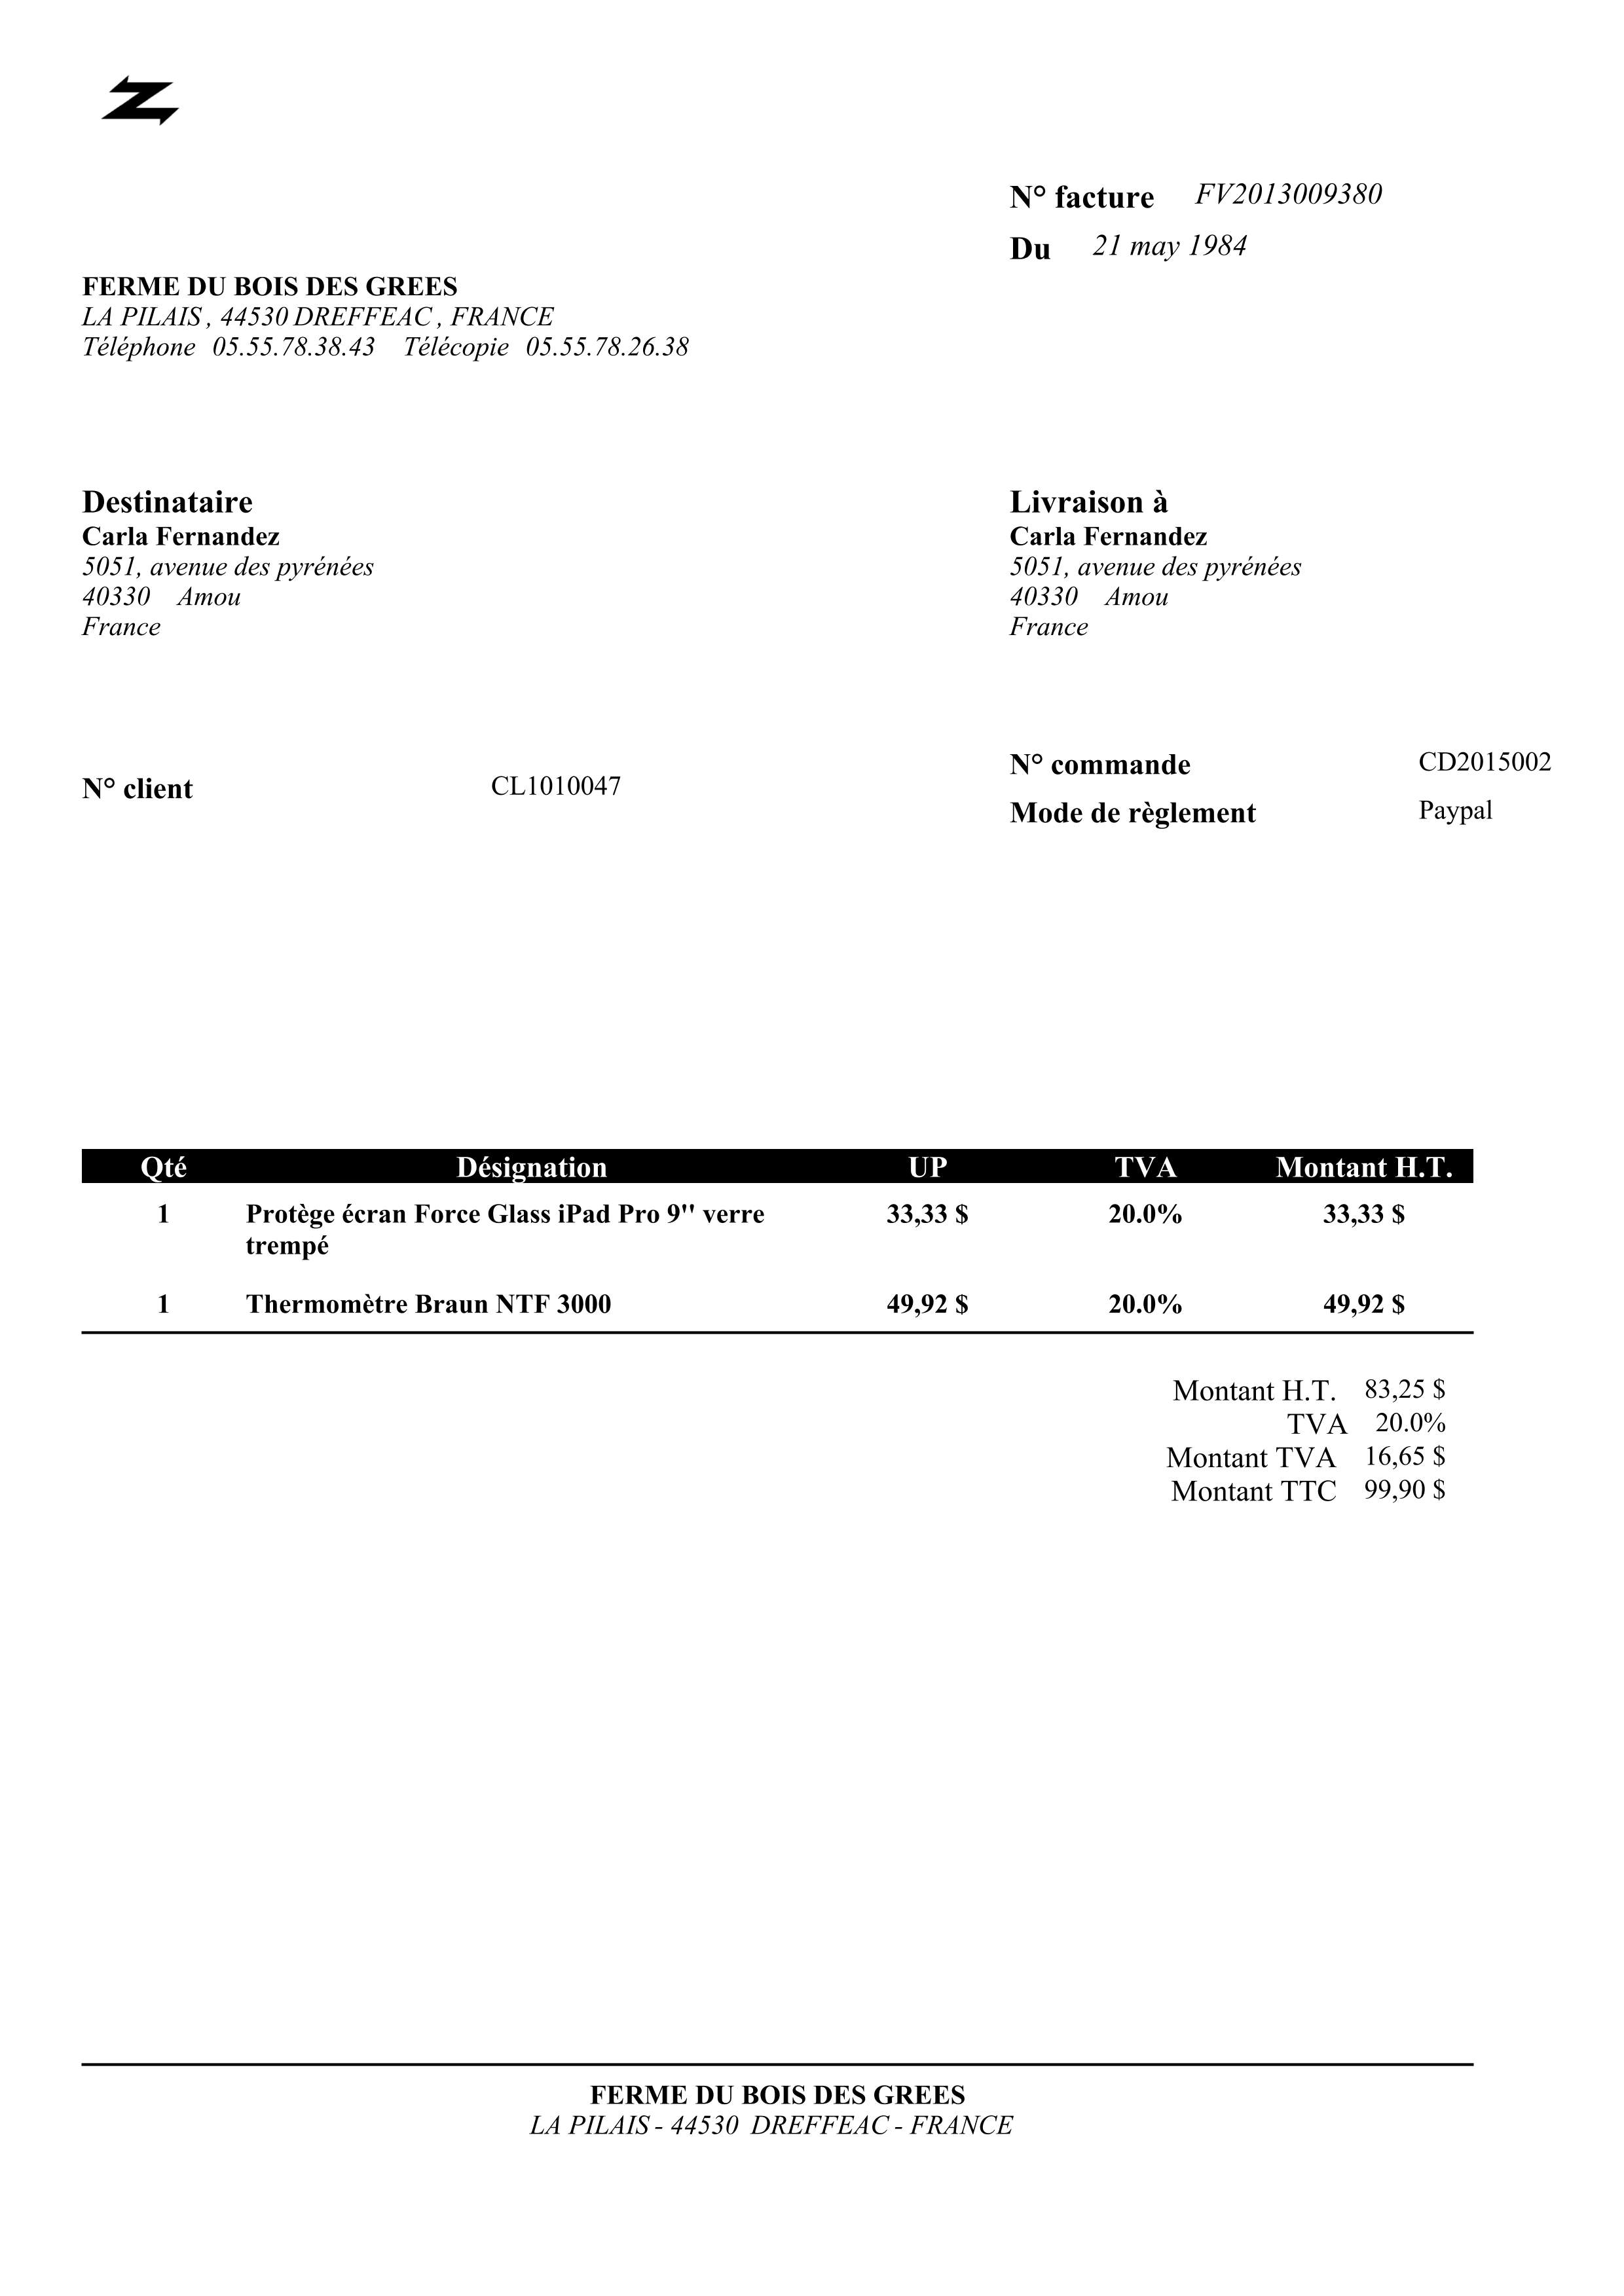 N° facture FV2013009380
Du 21 may 1984
FERME DU BOIS DES GREES
LA PILAIS , 44530 DREFFEAC , FRANCE
Téléphone 05.55.78.38.43 Télécopie 05.55.78.26.38
Destinataire
Carla Fernandez
5051, avenue des pyrénées
40330 Amou
France
Livraison à
Carla Fernandez
5051, avenue des pyrénées
40330 Amou
France
N° client CL1010047
N° commande CD2015002
Mode de règlement Paypal
Qté Désignation UP TVA Montant H.T.
1 Protège écran Force Glass iPad Pro 9'' verre 33,33 $ 20.0% 33,33 $
trempé
1 Thermomètre Braun NTF 3000 49,92 $ 20.0% 49,92 $
Montant H.T. 83,25 $
TVA 20.0%
Montant TVA 16,65 $
Montant TTC 99,90 $
FERME DU BOIS DES GREES
LA PILAIS - 44530 DREFFEAC - FRANCE